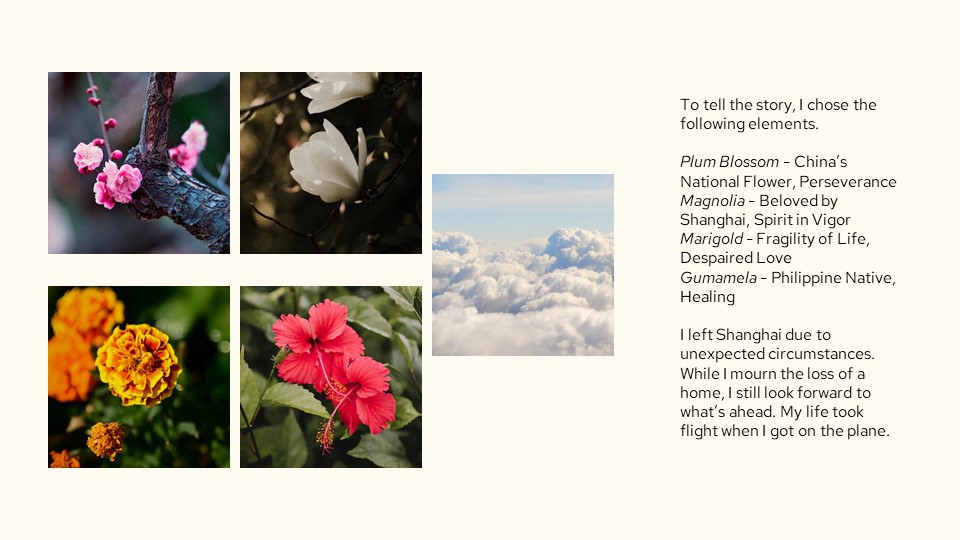 To tell the story, I chose the
following elements.
Plum Blossom - China’s
National Flower, Perseverance
Magnolia - Beloved by
Shanghai, Spirit in Vigor
Marigold - Fragility of Life,
Despaired Love
Gumamela - Philippine Native,
Healing
I left Shanghai due to
unexpected circumstances.
While I mourn the loss of a
home, I still look forward to
what’s ahead. My life took
flight when I got on the plane.